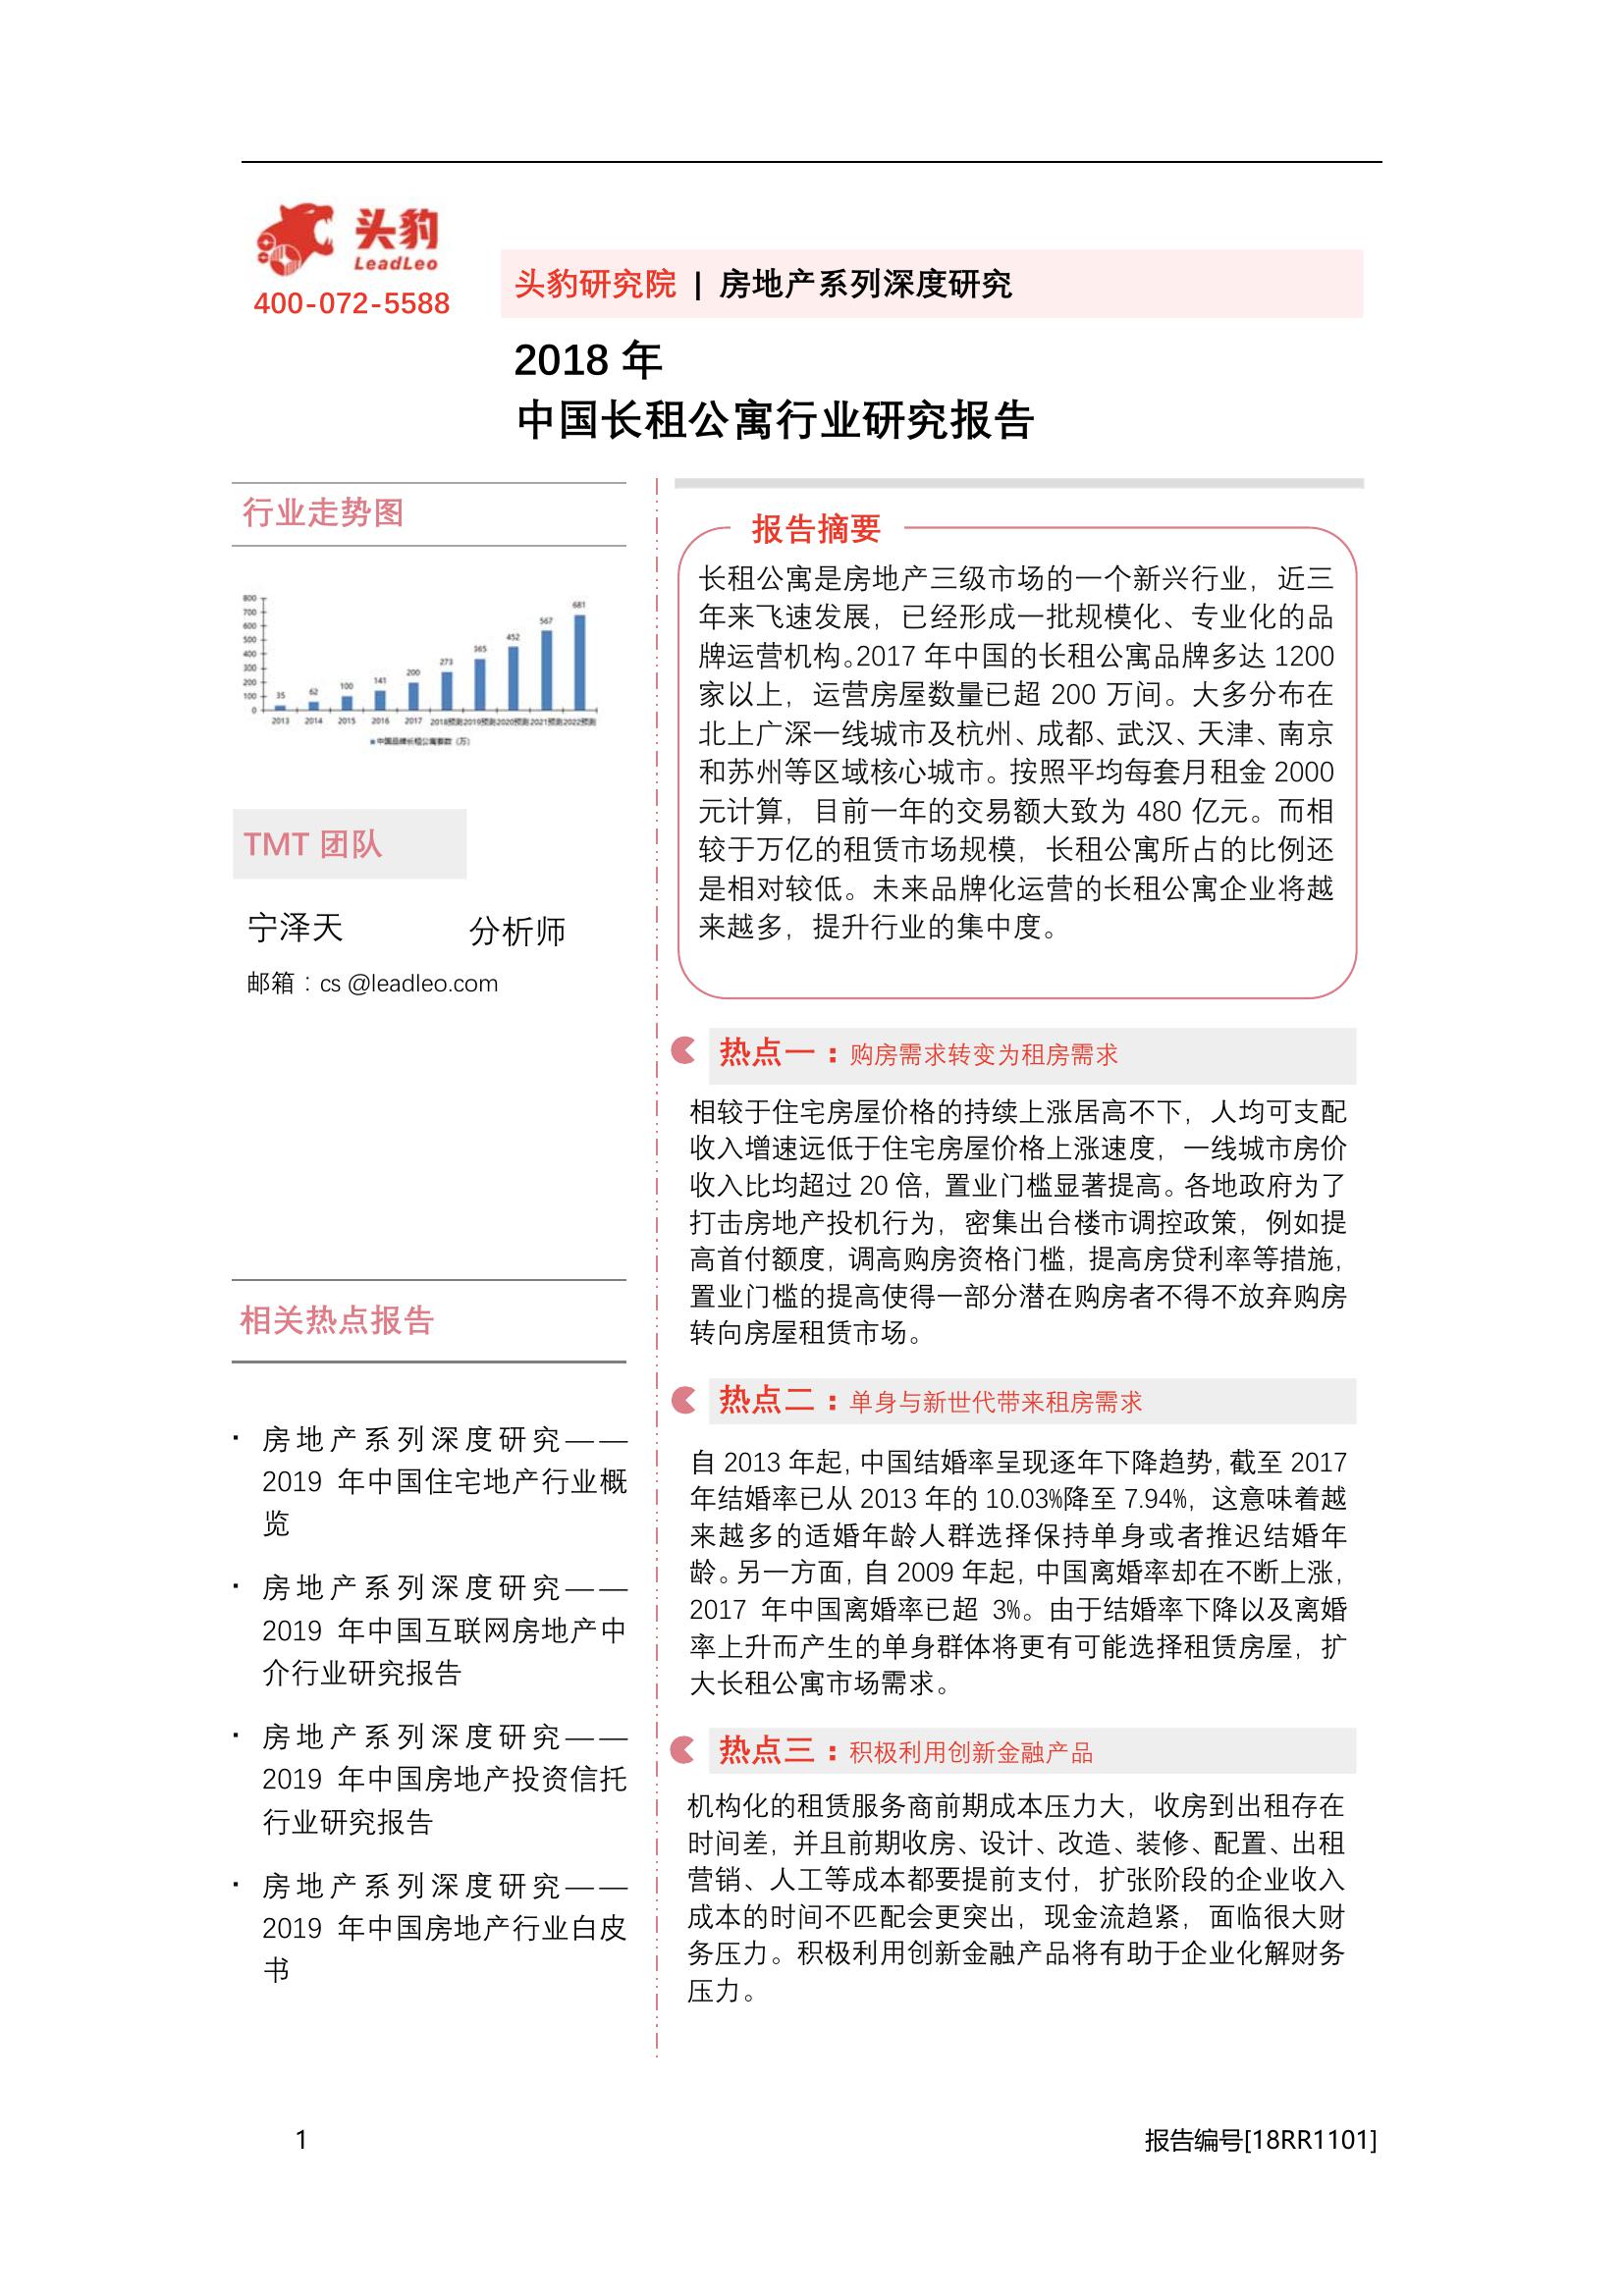 头豹
LeadLeo
400-072-5588
头豹研究院 | 房地产系列深度研究
2018 年
中国长租公寓行业研究报告
行业走势图
800
700
600
500
400
300
200
100
0
35
62
100
141
200
273
365
452
567
681
2013 2014 2015 2016 2017 2018预测 2019预测 2020预测 2021预测 2022预测
中国品牌长租公寓套数（万）
TMT 团队
宁泽天 分析师
邮箱：cs @leadleo.com
相关热点报告
· 房地产系列深度研究——
2019 年中国住宅地产行业概
览
· 房地产系列深度研究——
2019 年中国互联网房地产中
介行业研究报告
· 房地产系列深度研究——
2019 年中国房地产投资信托
行业研究报告
· 房地产系列深度研究——
2019 年中国房地产行业白皮
书
报告摘要
长租公寓是房地产三级市场的一个新兴行业，近三
年来飞速发展，已经形成一批规模化、专业化的品
牌运营机构。2017 年中国的长租公寓品牌多达 1200
家以上，运营房屋数量已超 200 万间。大多分布在
北上广深一线城市及杭州、成都、武汉、天津、南京
和苏州等区域核心城市。按照平均每套月租金 2000
元计算，目前一年的交易额大致为 480 亿元。而相
较于万亿的租赁市场规模，长租公寓所占的比例还
是相对较低。未来品牌化运营的长租公寓企业将越
来越多，提升行业的集中度。
热点一：购房需求转变为租房需求
相较于住宅房屋价格的持续上涨居高不下，人均可支配
收入增速远低于住宅房屋价格上涨速度，一线城市房价
收入比均超过 20 倍，置业门槛显著提高。各地政府为了
打击房地产投机行为，密集出台楼市调控政策，例如提
高首付额度，调高购房资格门槛，提高房贷利率等措施，
置业门槛的提高使得一部分潜在购房者不得不放弃购房
转向房屋租赁市场。
热点二：单身与新世代带来租房需求
自 2013 年起，中国结婚率呈现逐年下降趋势，截至 2017
年结婚率已从 2013 年的 10.03%降至 7.94%，这意味着越
来越多的适婚年龄人群选择保持单身或者推迟结婚年
龄。另一方面，自 2009 年起，中国离婚率却在不断上涨，
2017 年中国离婚率已超 3%。由于结婚率下降以及离婚
率上升而产生的单身群体将更有可能选择租赁房屋，扩
大长租公寓市场需求。
热点三：积极利用创新金融产品
机构化的租赁服务商前期成本压力大，收房到出租存在
时间差，并且前期收房、设计、改造、装修、配置、出租
营销、人工等成本都要提前支付，扩张阶段的企业收入
成本的时间不匹配会更突出，现金流趋紧，面临很大财
务压力。积极利用创新金融产品将有助于企业化解财务
压力。
1
报告编号[18RR1101]